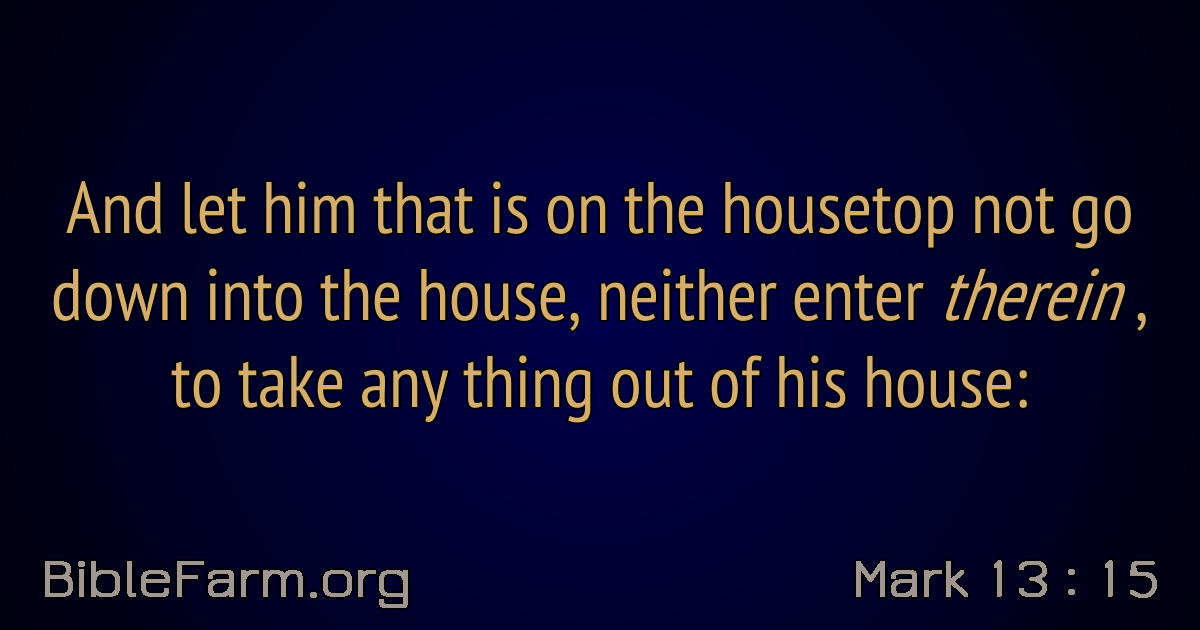 And let him that is on the housetop not go
down into the house, neither enter therein ,
to take any thing out of his house:
BibleFarm.org
Mark 13 : 15